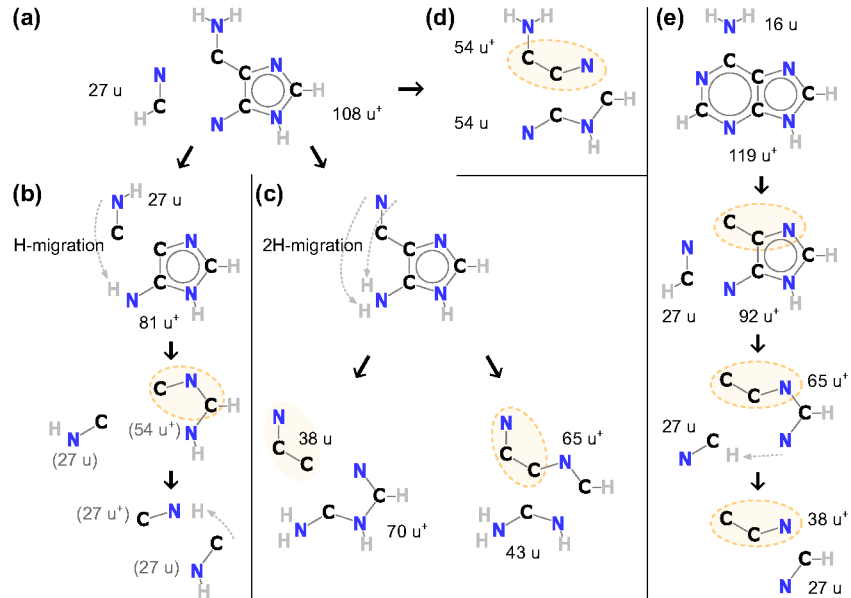 (a)
H N H
N
C N
27 u
C C H
H C
C
N N
108 u⁺
H
(d)
H H
N
54 u⁺
C
C N
54 u
C H
C
N N
H
(e)
H H
N
16 u
C N
N C
C H
C
H C N N
H
119 u⁺
C
N
C
N
C H
C
H C N N
H
27 u
92 u⁺
C
C N
65 u⁺
27 u
C H
C
N
N
H
C
C N
38 u⁺
C H
N
27 u
(b)
N H
27 u
C
H-migration
C N
C H
C
H
N N
H
81 u⁺
C N
H
N C
C H
(54 u⁺)
N
H
(27 u)
(27 u⁺)
N H
C
C
(27 u)
N
H
(c)
N
2H-migration
C
C N
C H
H
C
N N
H
H
N
38 u
C C
N
H
C C H
N N
H H
70 u⁺
N
65 u⁺
C C N
C H
H
N C N
H H
43 u